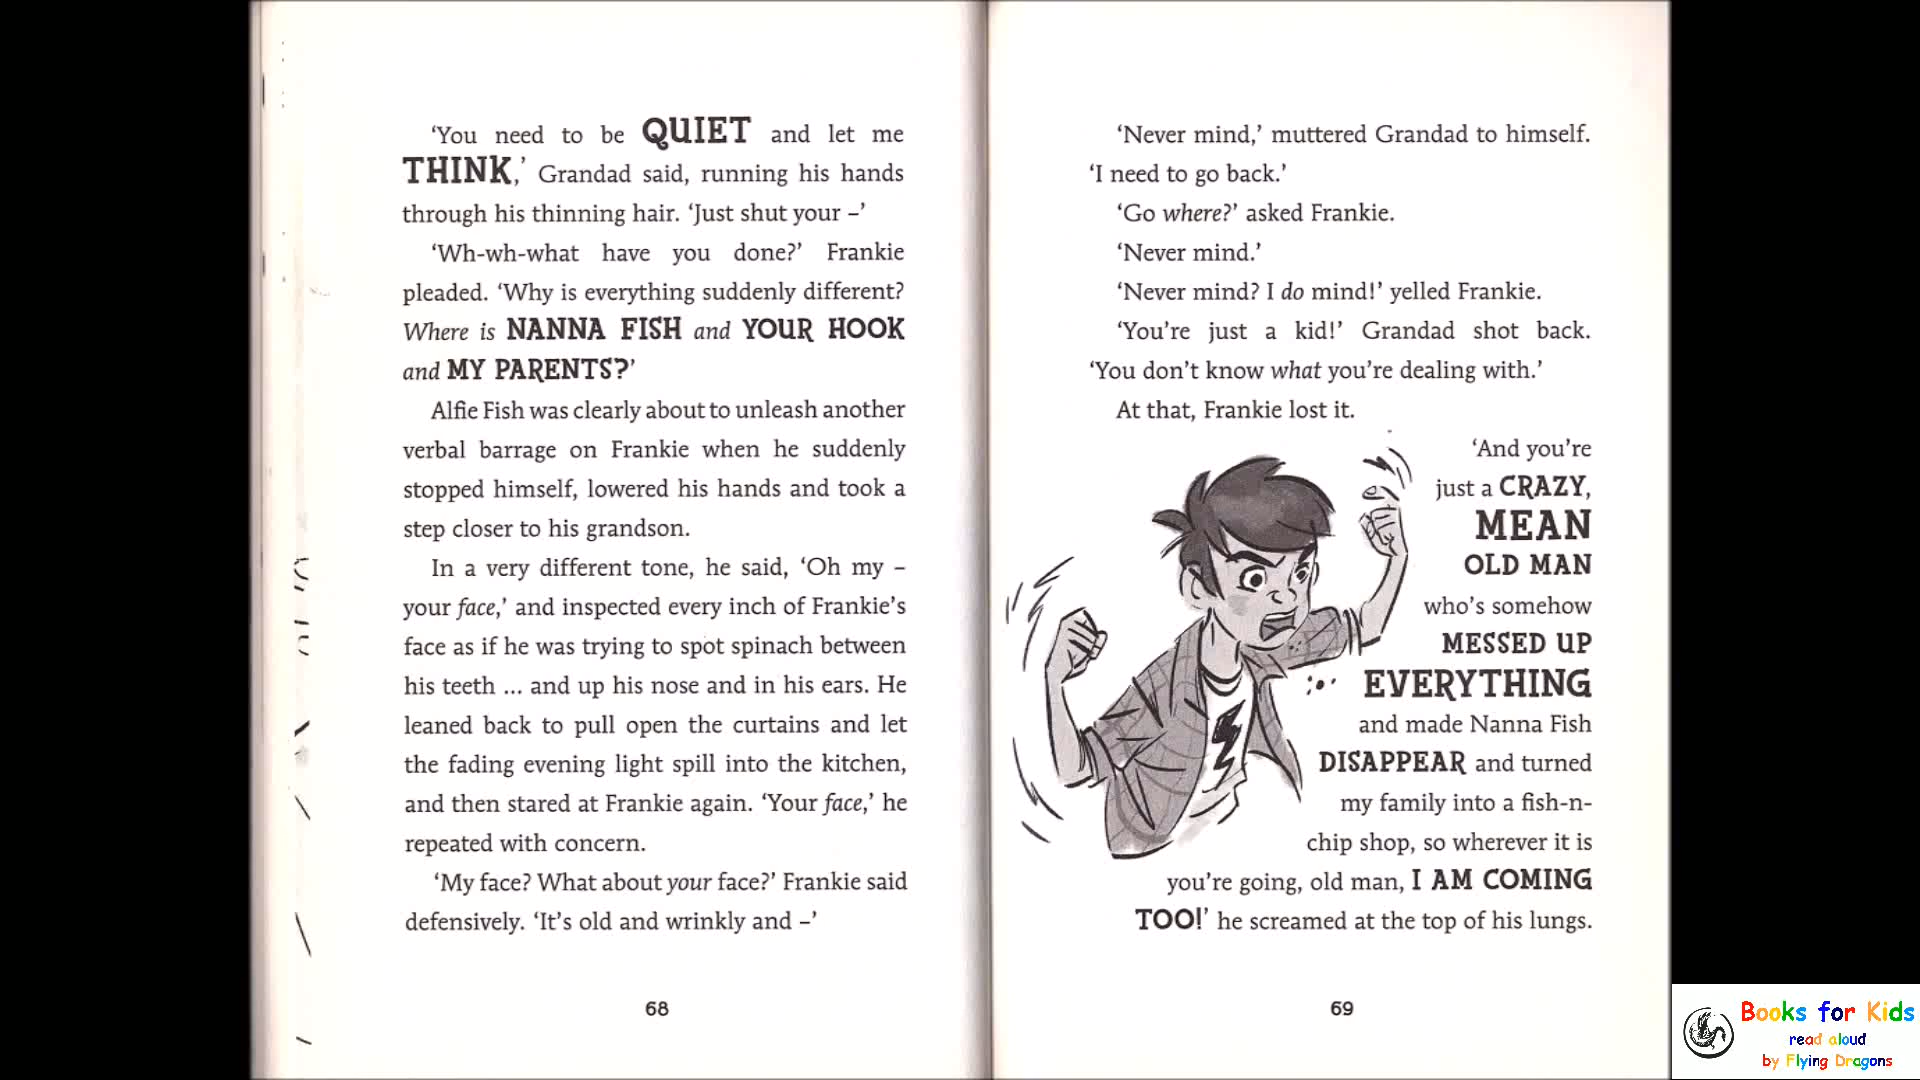 ‘You need to be QUIET and let me
THINK,’ Grandad said, running his hands
through his thinning hair. ‘Just shut your –’
‘Wh-wh-what have you done?’ Frankie
pleaded. ‘Why is everything suddenly different?
Where is NANNA FISH and YOUR HOOK
and MY PARENTS?’
Alfie Fish was clearly about to unleash another
verbal barrage on Frankie when he suddenly
stopped himself, lowered his hands and took a
step closer to his grandson.
In a very different tone, he said, ‘Oh my –
your face,’ and inspected every inch of Frankie’s
face as if he was trying to spot spinach between
his teeth ... and up his nose and in his ears. He
leaned back to pull open the curtains and let
the fading evening light spill into the kitchen,
and then stared at Frankie again. ‘Your face,’ he
repeated with concern.
‘My face? What about your face?’ Frankie said
defensively. ‘It’s old and wrinkly and –’
68
‘Never mind,’ muttered Grandad to himself.
‘I need to go back.’
‘Go where?’ asked Frankie.
‘Never mind.’
‘Never mind? I do mind!’ yelled Frankie.
‘You’re just a kid!’ Grandad shot back.
‘You don’t know what you’re dealing with.’
At that, Frankie lost it.
‘And you’re
just a CRAZY,
MEAN
OLD MAN
who’s somehow
MESSED UP
EVERYTHING
and made Nanna Fish
DISAPPEAR and turned
my family into a fish-n-
chip shop, so wherever it is
you’re going, old man, I AM COMING
TOO!’ he screamed at the top of his lungs.
69
Books for Kids
read aloud
by Flying Dragons